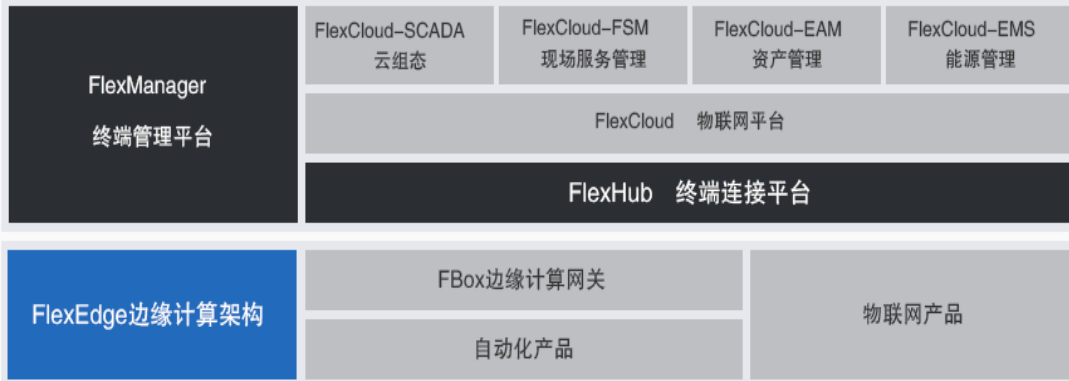 FlexManager
终端管理平台
FlexCloud-SCADA
云组态
FlexCloud-FSM
现场服务管理
FlexCloud-EAM
资产管理
FlexCloud-EMS
能源管理
FlexCloud 物联网平台
FlexHub 终端连接平台
FlexEdge边缘计算架构
FBox边缘计算网关
自动化产品
物联网产品